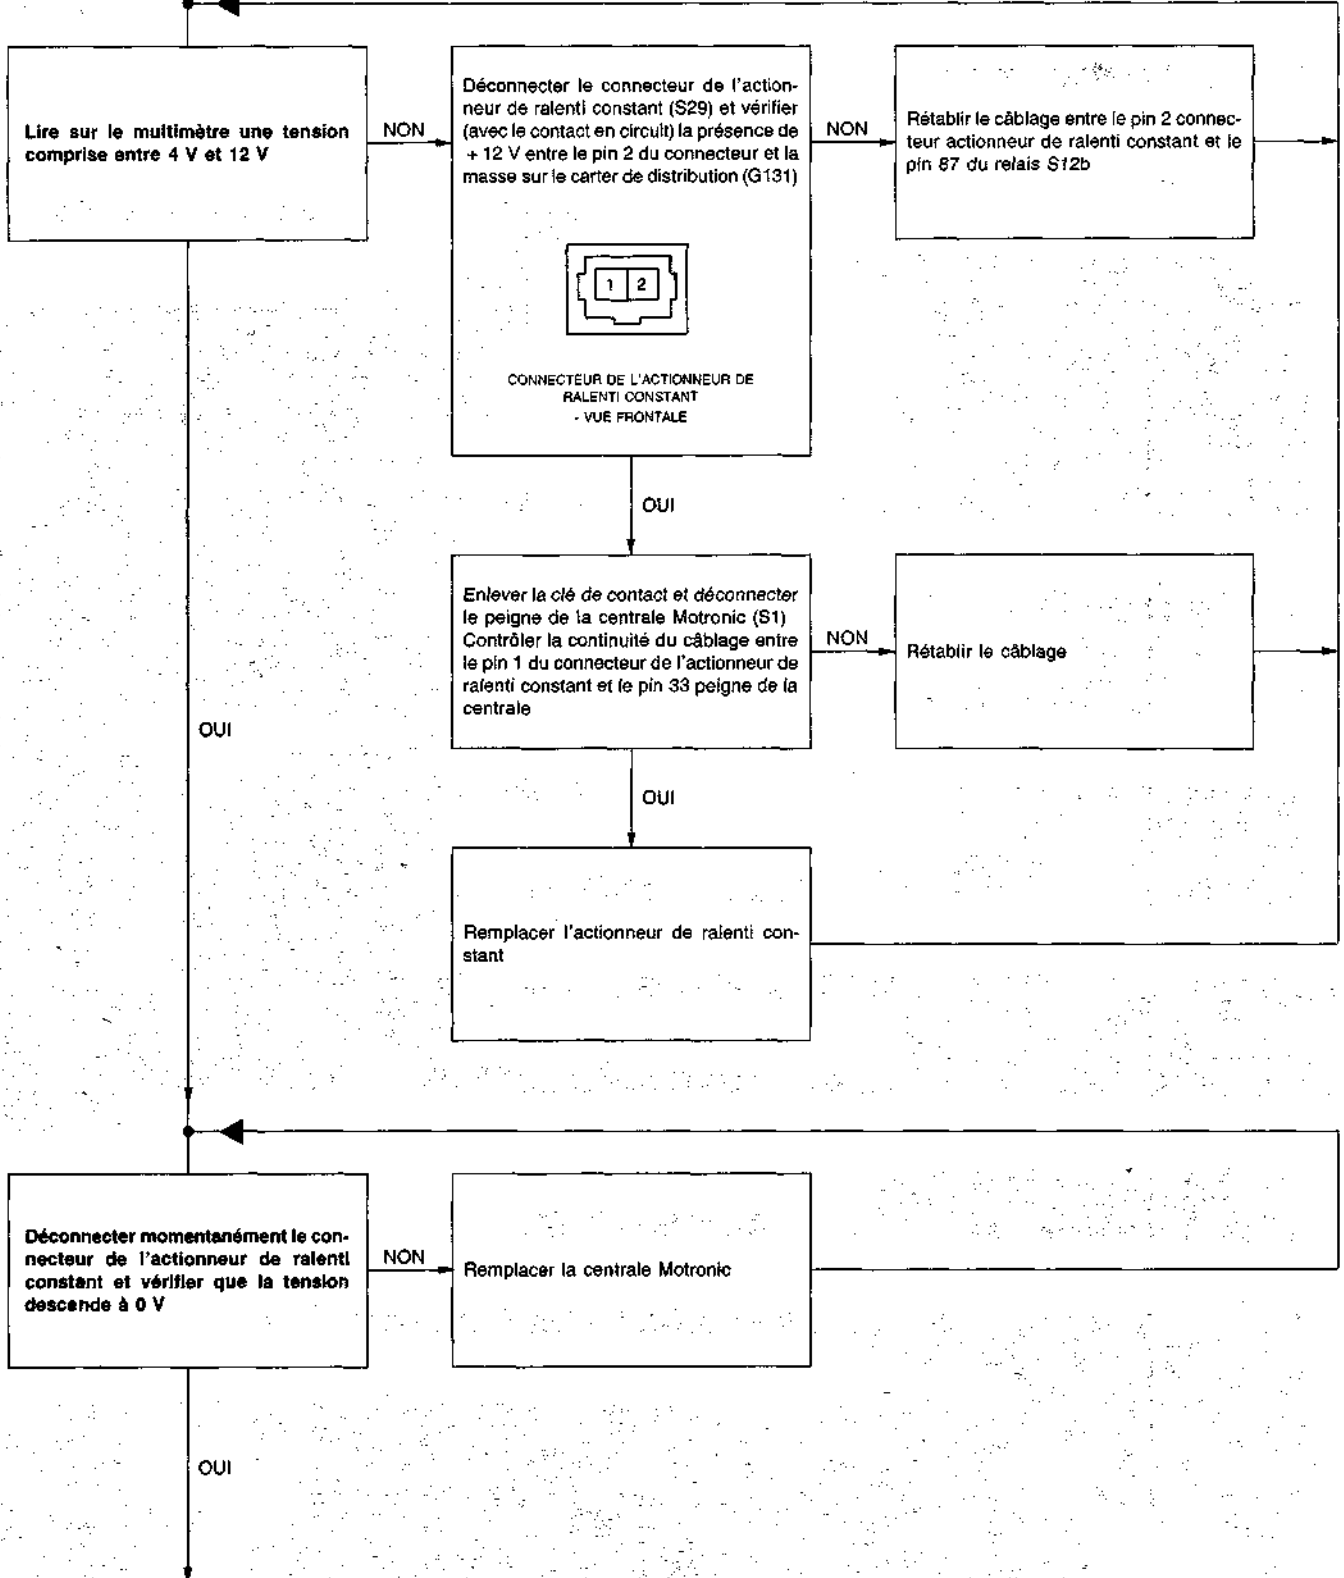 Lire sur le multimètre une tension
comprise entre 4 V et 12 V
NON
Déconnecter le connecteur de l'action-
neur de ralenti constant (S29) et vérifier
(avec le contact en circuit) la présence de
+ 12 V entre le pin 2 du connecteur et la
masse sur le carter de distribution (G131)
1 2
CONNECTEUR DE L'ACTIONNEUR DE
RALENTI CONSTANT
- VUE FRONTALE
NON
Rétablir le câblage entre le pin 2 connec-
teur actionneur de ralenti constant et le
pin 87 du relais S12b
OUI
Enlever la clé de contact et déconnecter
le peigne de la centrale Motronic (S1)
Contrôler la continuité du câblage entre
le pin 1 du connecteur de l'actionneur de
ralenti constant et le pin 33 peigne de la
centrale
NON
Rétablir le câblage
OUI
OUI
Remplacer l'actionneur de ralenti con-
stant
Déconnecter momentanément le con-
necteur de l'actionneur de ralenti
constant et vérifier que la tension
descende à 0 V
NON
Remplacer la centrale Motronic
OUI